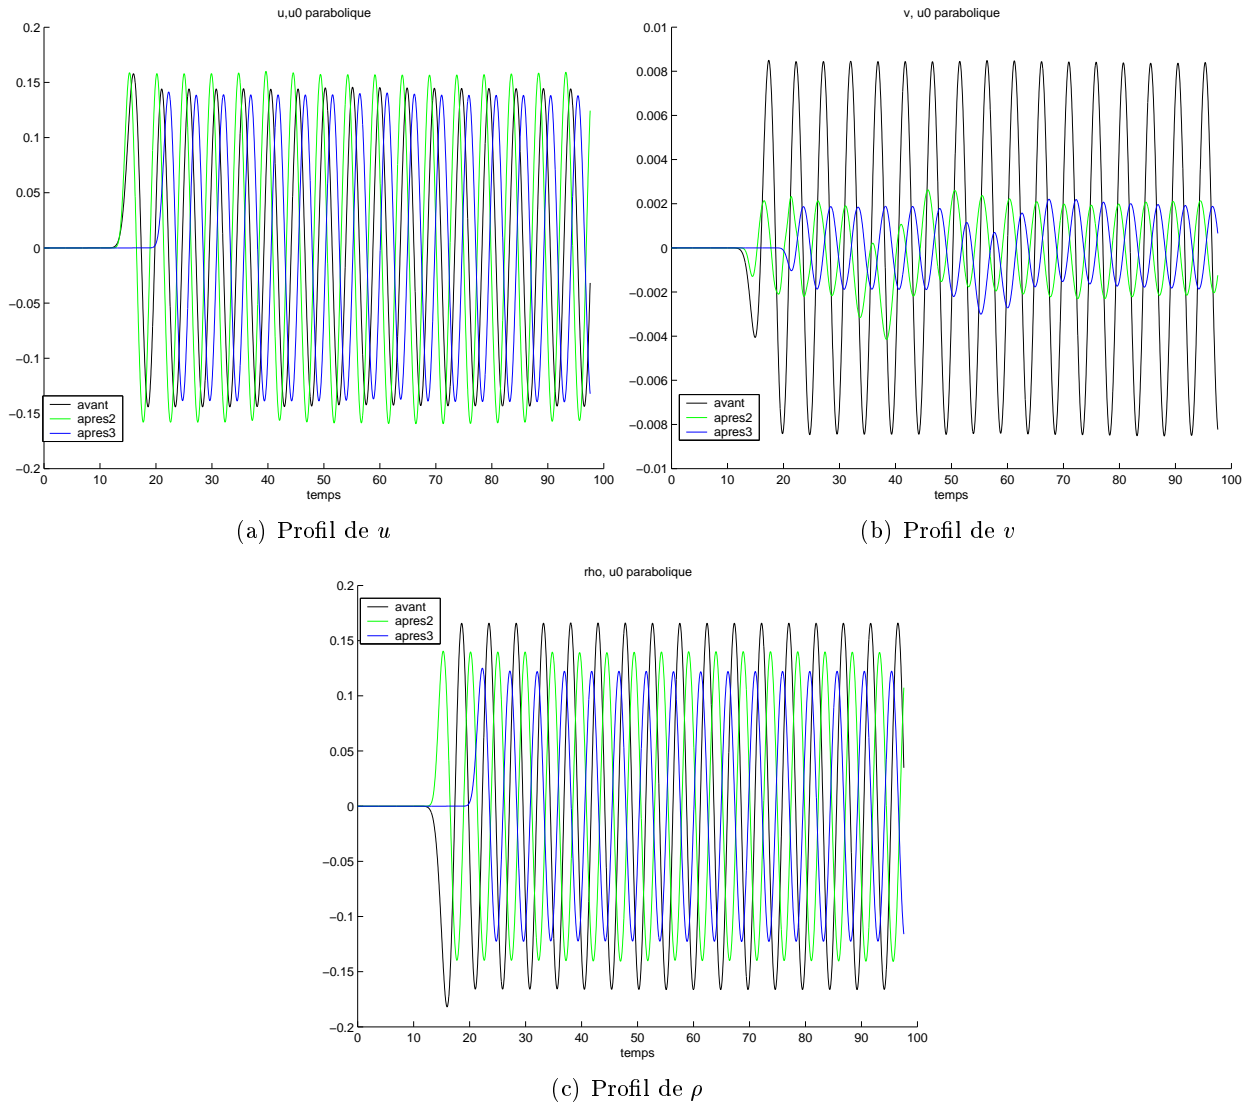 u,u0 parabolique
0.2
0.15
0.1
0.05
0
−0.05
−0.1
−0.15
−0.2
avant
apres2
apres3
0 10 20 30 40 50 60 70 80 90 100
temps
(a) Profil de u
v, u0 parabolique
0.01
0.008
0.006
0.004
0.002
0
−0.002
−0.004
−0.006
−0.008
−0.01
avant
apres2
apres3
0 10 20 30 40 50 60 70 80 90 100
temps
(b) Profil de v
rho, u0 parabolique
0.2
0.15
0.1
0.05
0
−0.05
−0.1
−0.15
−0.2
avant
apres2
apres3
0 10 20 30 40 50 60 70 80 90 100
temps
(c) Profil de ρ